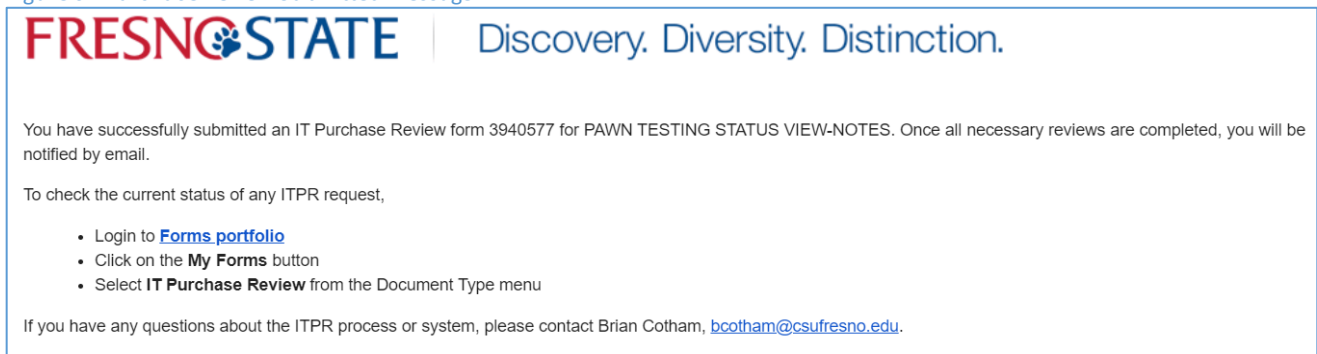 FRESNO STATE Discovery. Diversity. Distinction.
You have successfully submitted an IT Purchase Review form 3940577 for PAWN TESTING STATUS VIEW-NOTES. Once all necessary reviews are completed, you will be
notified by email.
To check the current status of any ITPR request,
• Login to Forms portfolio
• Click on the My Forms button
• Select IT Purchase Review from the Document Type menu
If you have any questions about the ITPR process or system, please contact Brian Cotham, bcotham@csufresno.edu.